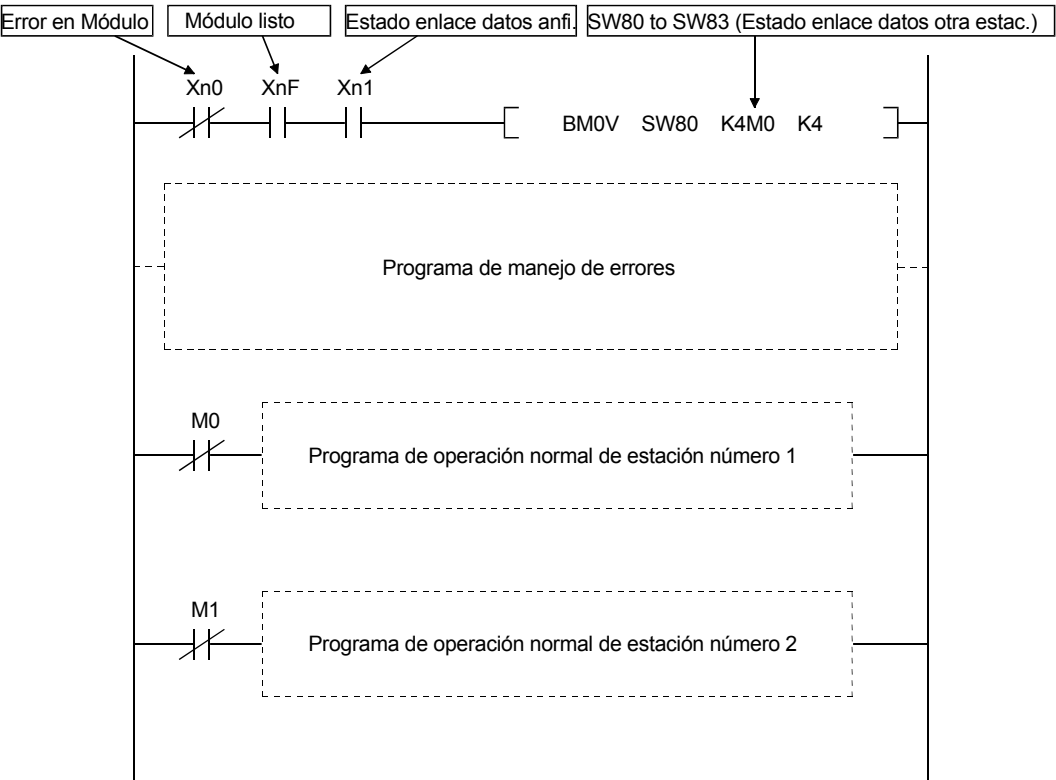 Error en Módulo
Módulo listo
Estado enlace datos anfi.
SW80 to SW83 (Estado enlace datos otra estac.)
Xn0 XnF Xn1
BM0V SW80 K4M0 K4
Programa de manejo de errores
M0
Programa de operación normal de estación número 1
M1
Programa de operación normal de estación número 2